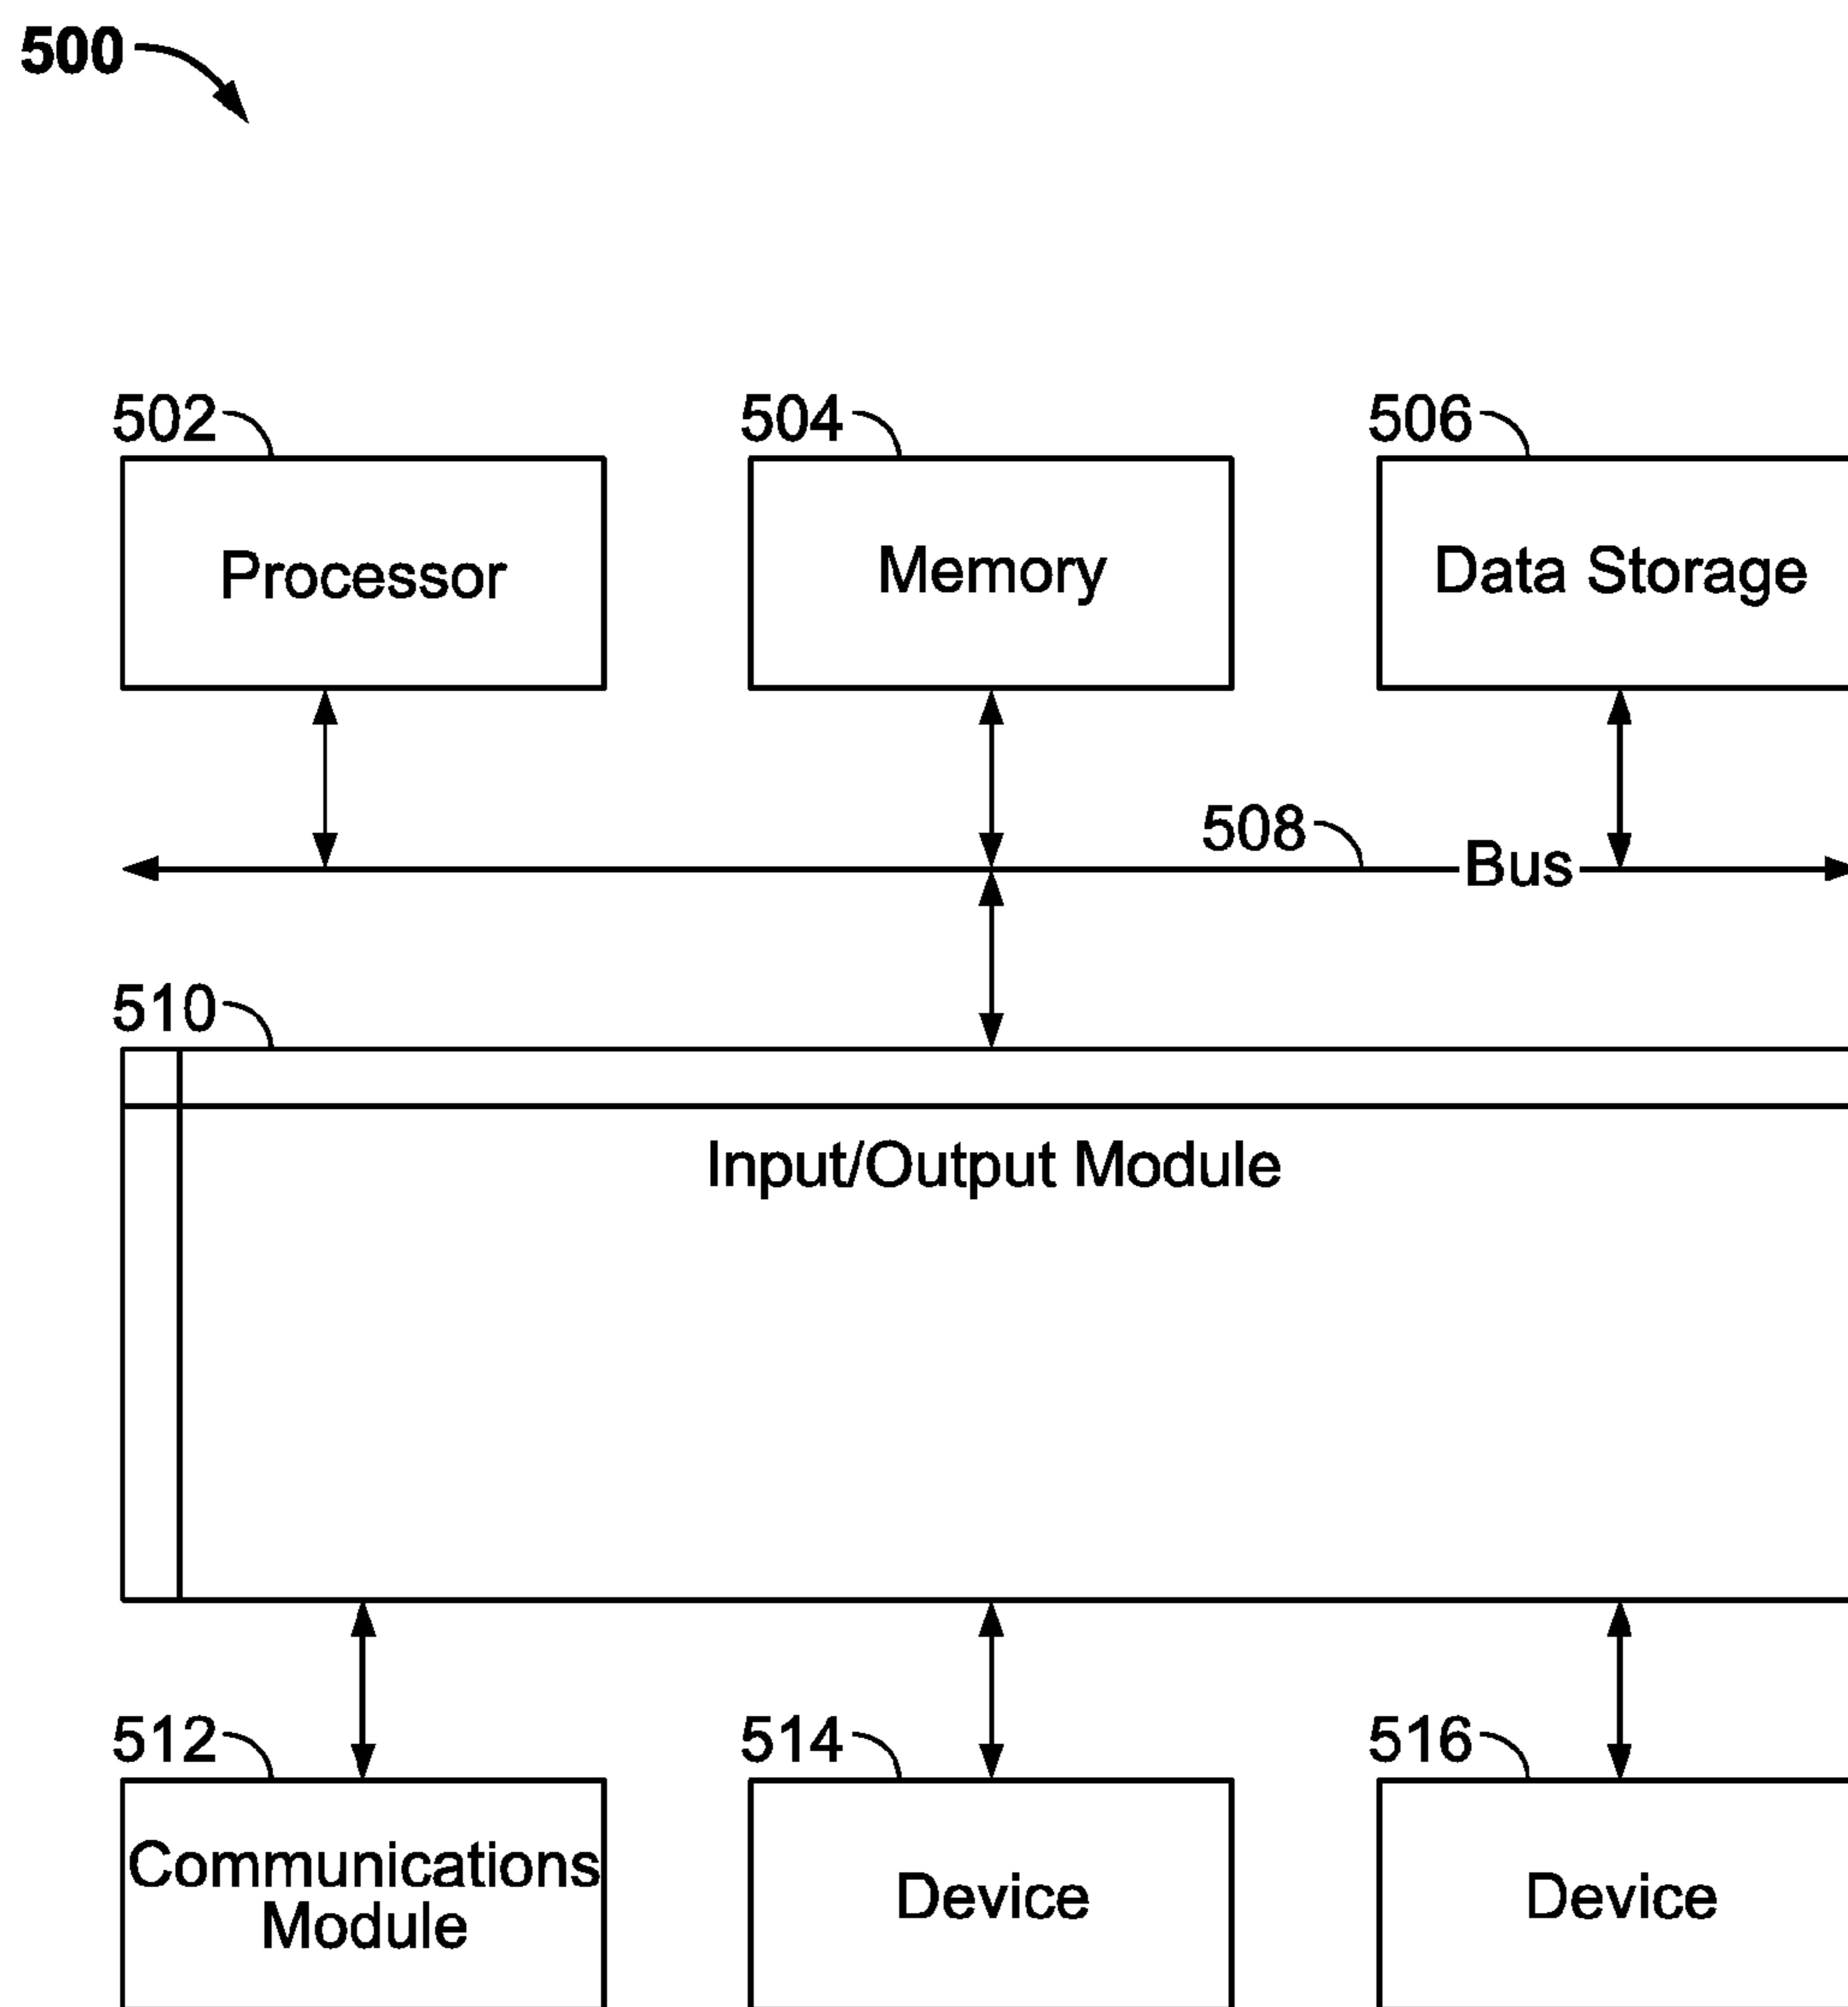 500
502
504
506
Processor
Memory
Data Storage
508
Bus
510
Input/Output Module
512
514
516
Communications
Module
Device
Device